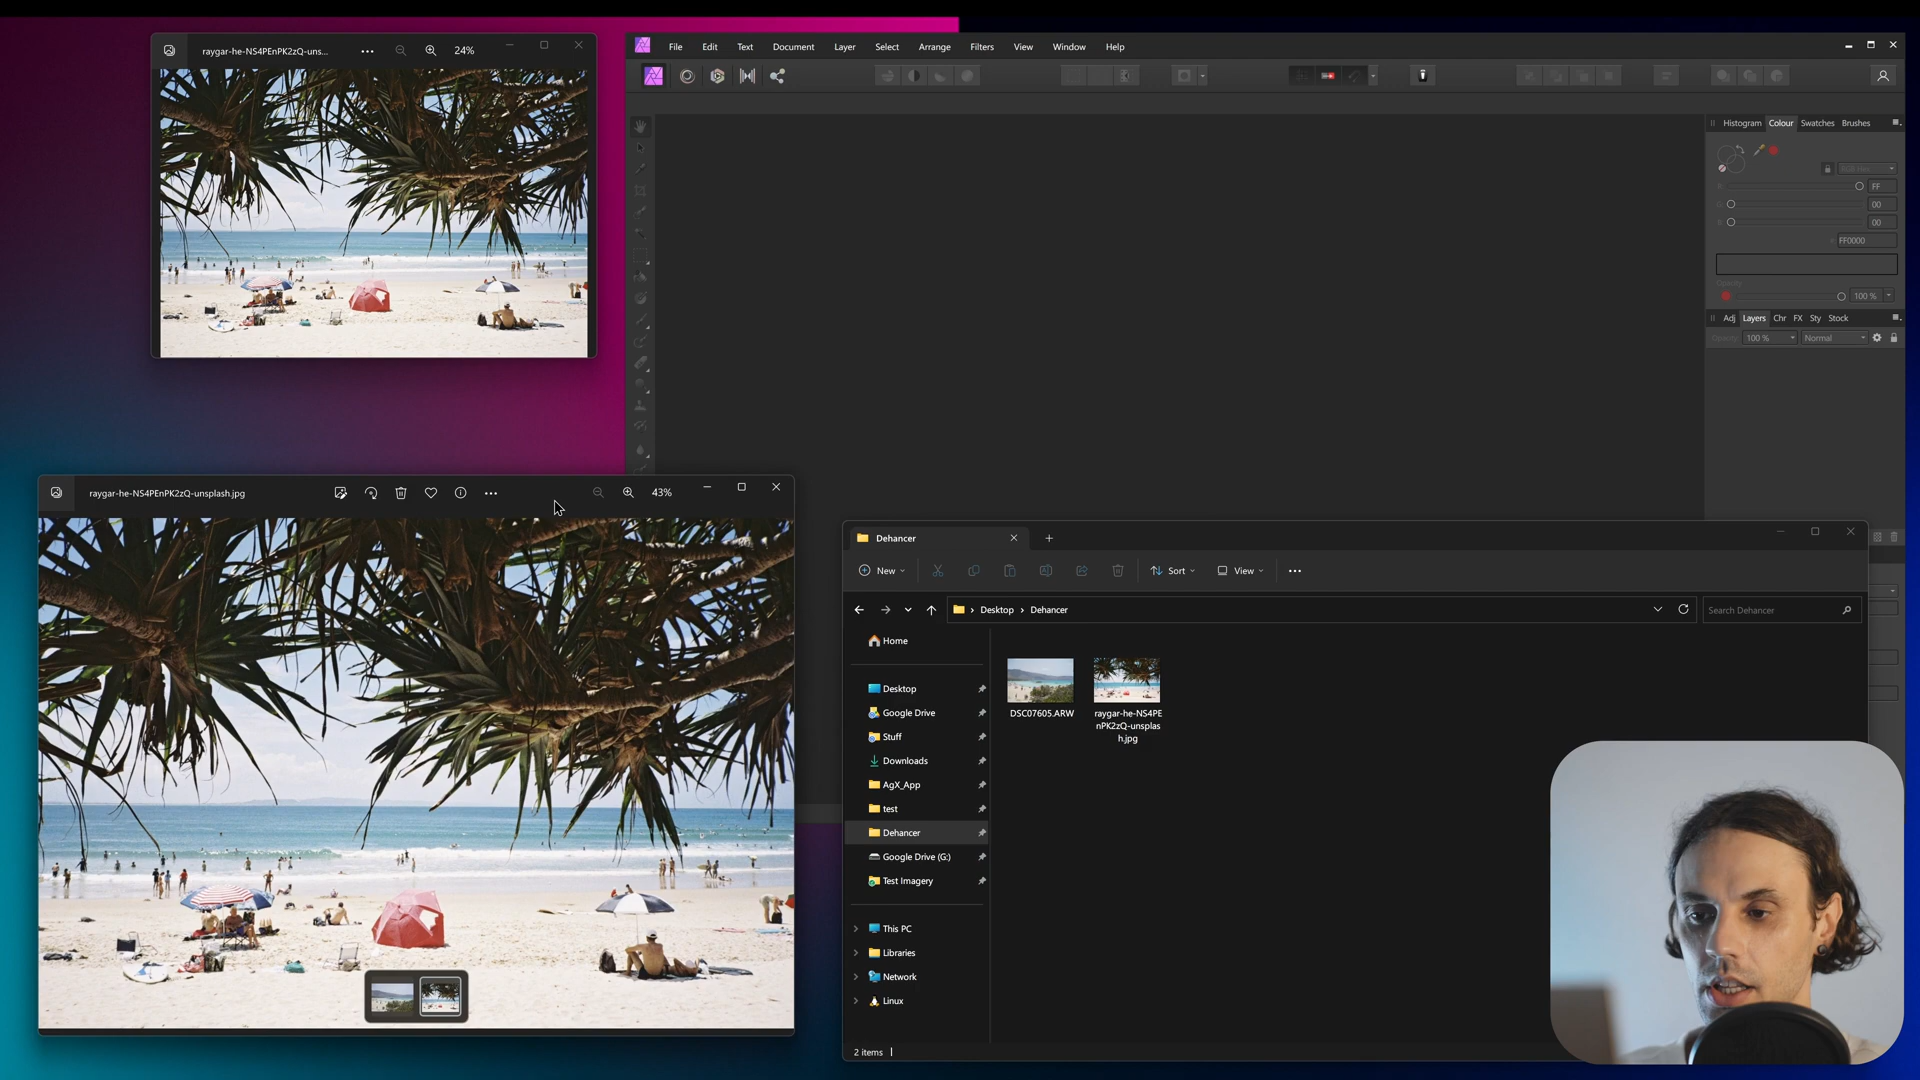 raygar-he-NS4PEnPK2zQ-uns...
24%
File Edit Text Document Layer Select Arrange Filters View Window Help
Histogram Colour Swatches Brushes
FF
00
00
FF0000
Opacity
100 %
Adj Layers Chr FX Sty Stock
Opacity 100 % Normal
raygar-he-NS4PEnPK2zQ-unsplash.jpg
43%
Dehancer
New Sort View
Desktop Dehancer
Search Dehancer
Home
Desktop
Google Drive
Stuff
Downloads
AgX_App
test
Dehancer
Google Drive (G:)
Test Imagery
This PC
Libraries
Network
Linux
DSC07605.ARW
raygar-he-NS4PE
nPK2zQ-unsplas
h.jpg
2 items